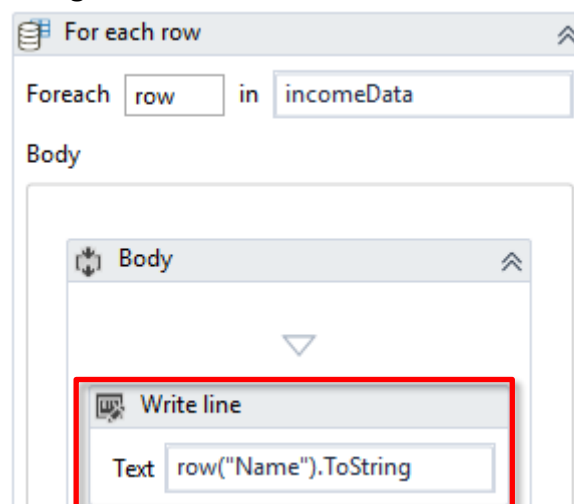 For each row
Foreach row in incomeData
Body
Body
Write line
Text row("Name").ToString